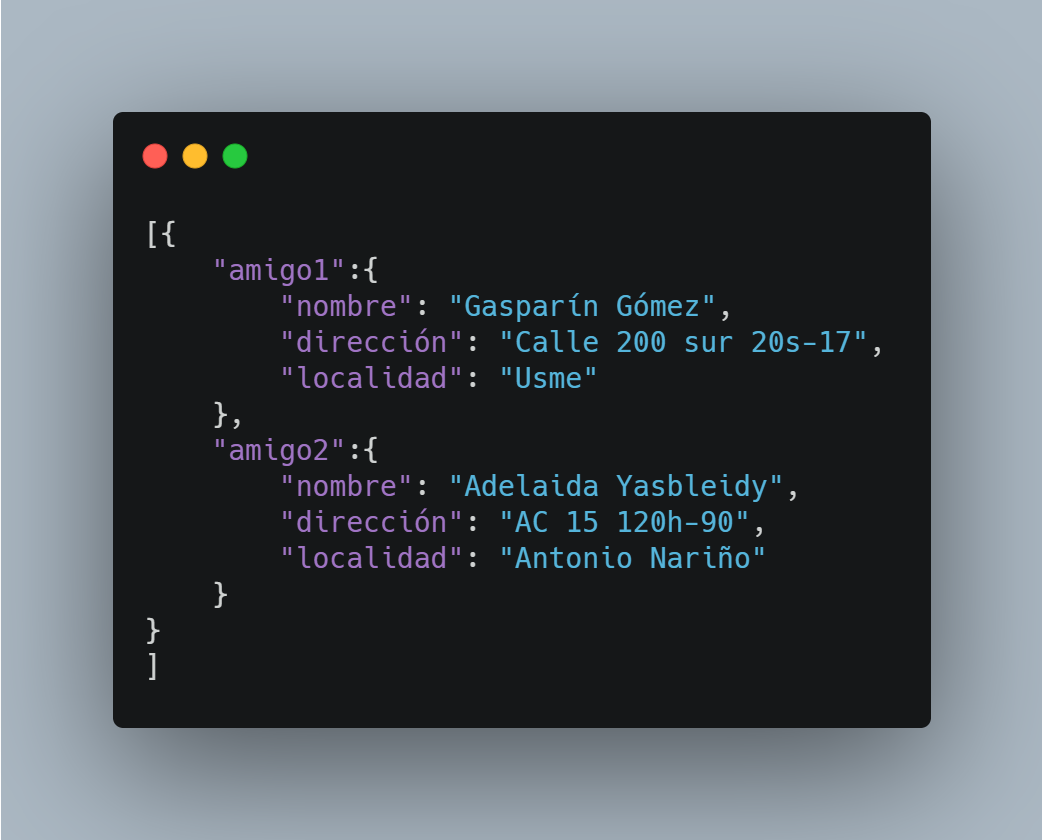 [{
    "amigo1":{
        "nombre": "Gasparín Gómez",
        "dirección": "Calle 200 sur 20s-17",
        "localidad": "Usme"
    },
    "amigo2":{
        "nombre": "Adelaida Yasbleidy",
        "dirección": "AC 15 120h-90",
        "localidad": "Antonio Nariño"
    }
}
]